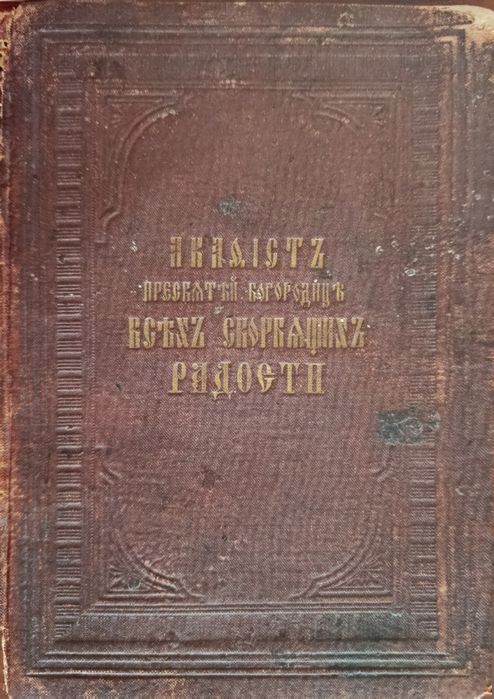 АКАѲІСТЪ
ПРЕСВЯТѢЙ БОГОРОДИЦѢ
ВСѢХЪ СКОРБЯЩИХЪ
РАДОСТИ